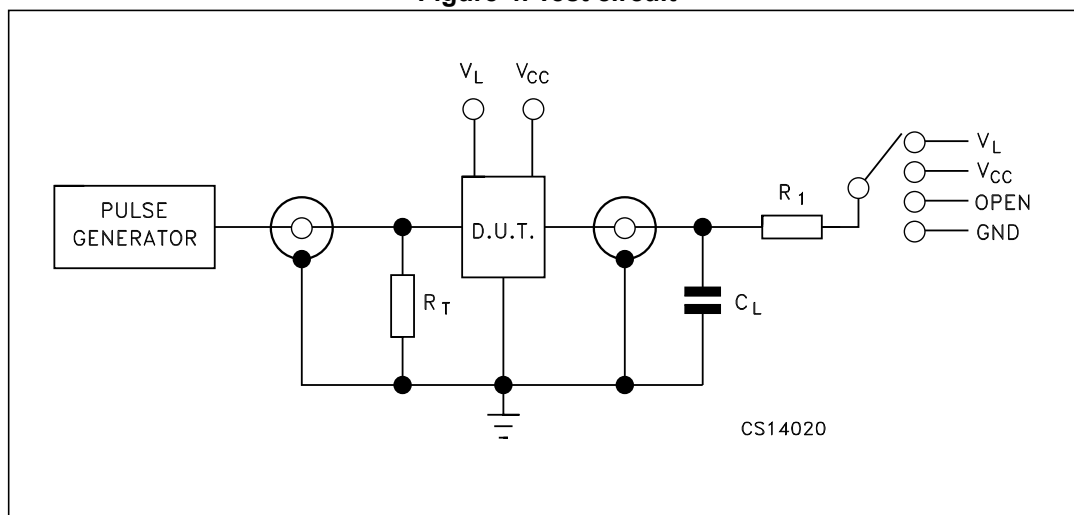 Figure 4. Test circuit
V_L V_CC
PULSE GENERATOR
R_T
D.U.T.
C_L
R_1
V_L
V_CC
OPEN
GND
CS14020